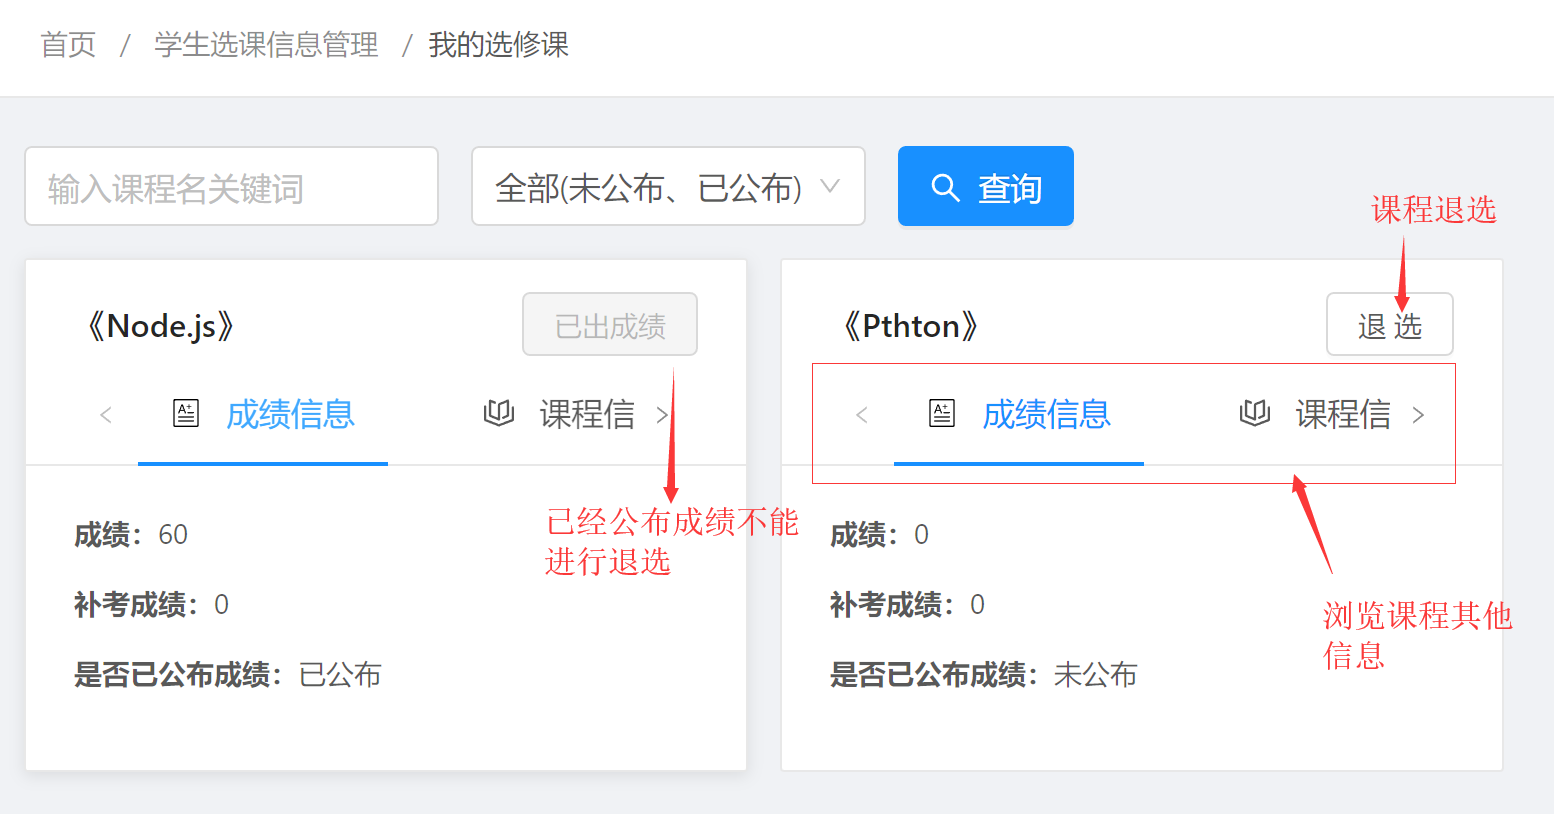 首页 / 学生选课信息管理 / 我的选修课
输入课程名关键词
全部(未公布、已公布)
查询
课程退选
《Node.js》
已出成绩
成绩信息
课程信
已经公布成绩不能
进行退选
成绩：60
补考成绩：0
是否已公布成绩：已公布
《Pthton》
退 选
成绩信息
课程信
成绩：0
补考成绩：0
是否已公布成绩：未公布
浏览课程其他
信息